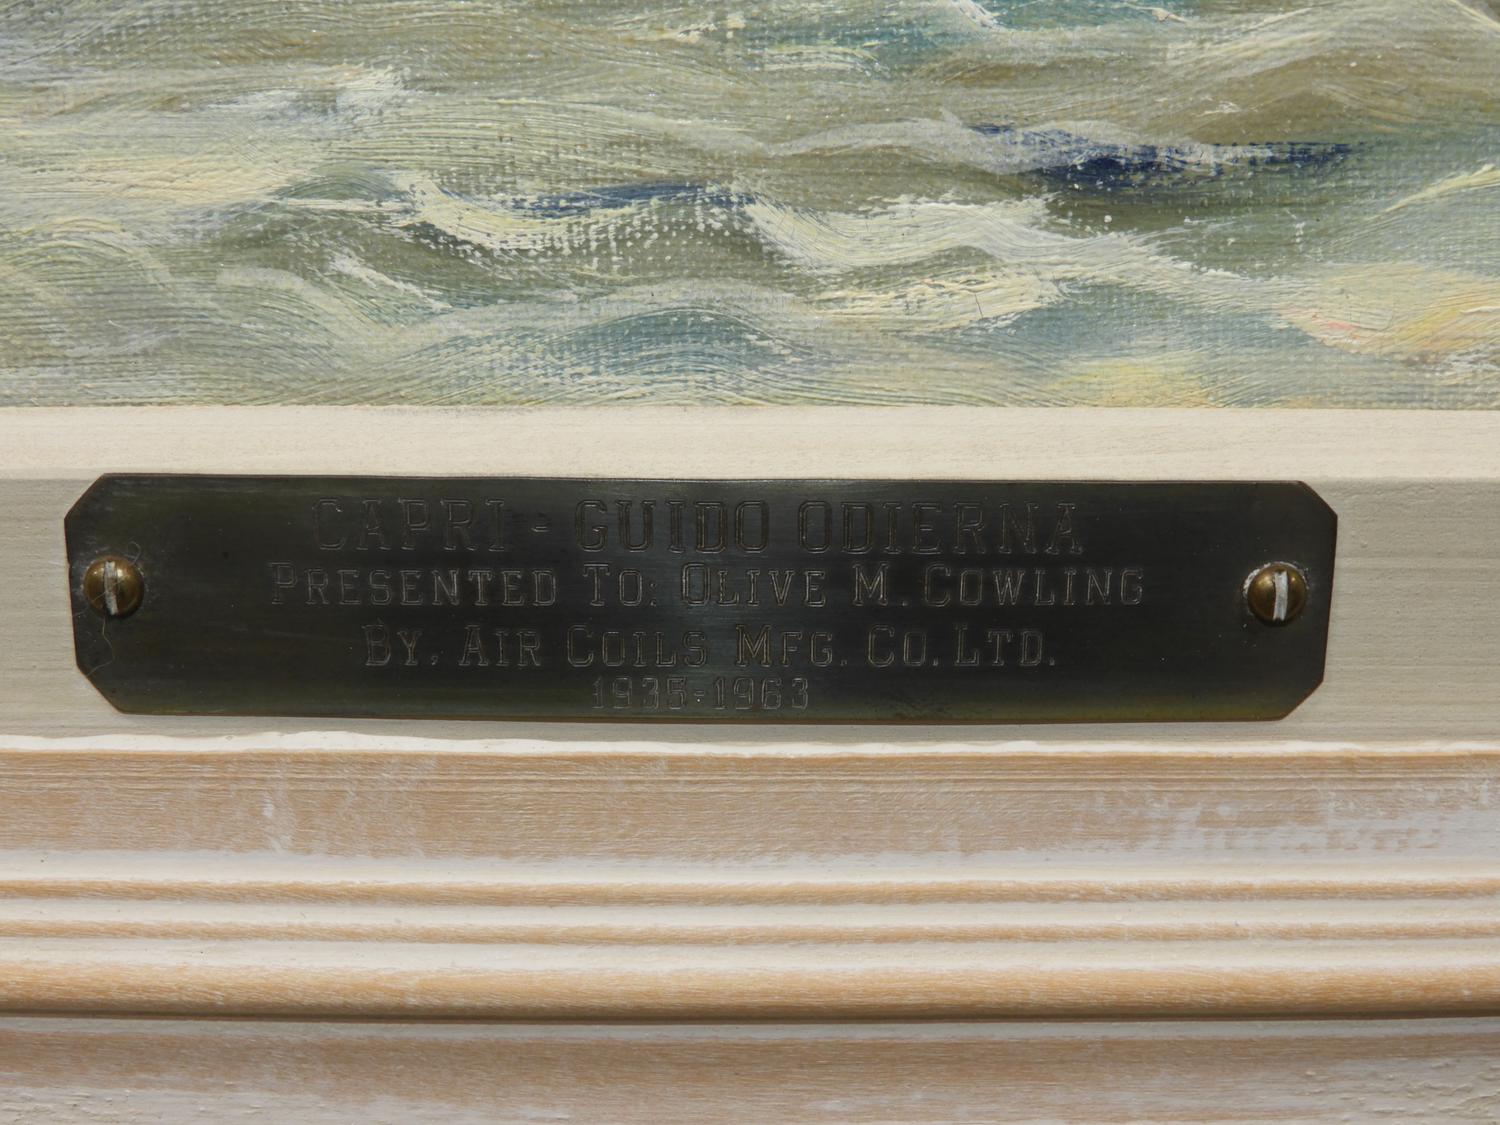 CAPRI - GUIDO ODIERNA
PRESENTED TO: OLIVE M. COWLING
BY, AIR COILS MFG. CO. LTD.
1935-1963